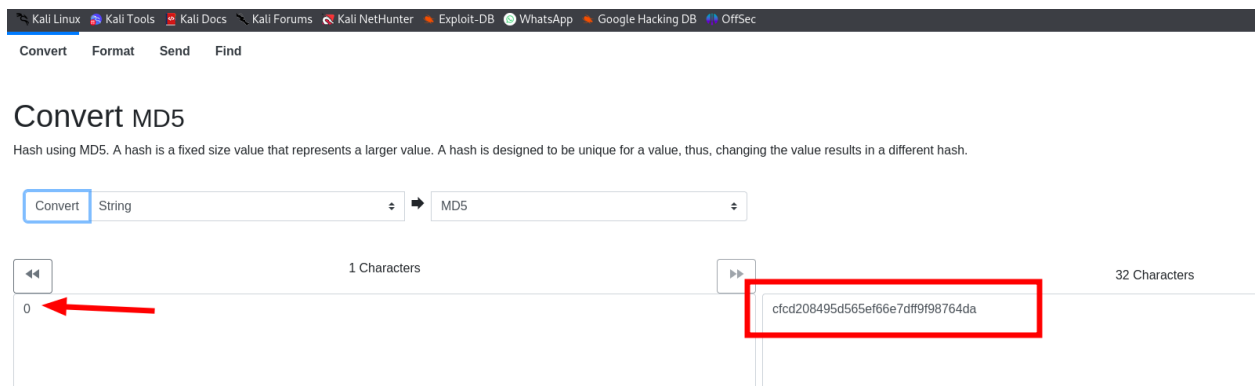 Kali Linux Kali Tools Kali Docs Kali Forums Kali NetHunter Exploit-DB WhatsApp Google Hacking DB OffSec
Convert Format Send Find
Convert MD5
Hash using MD5. A hash is a fixed size value that represents a larger value. A hash is designed to be unique for a value, thus, changing the value results in a different hash.
Convert String MD5
1 Characters 32 Characters
0 cfcd208495d565ef66e7dff9f98764da